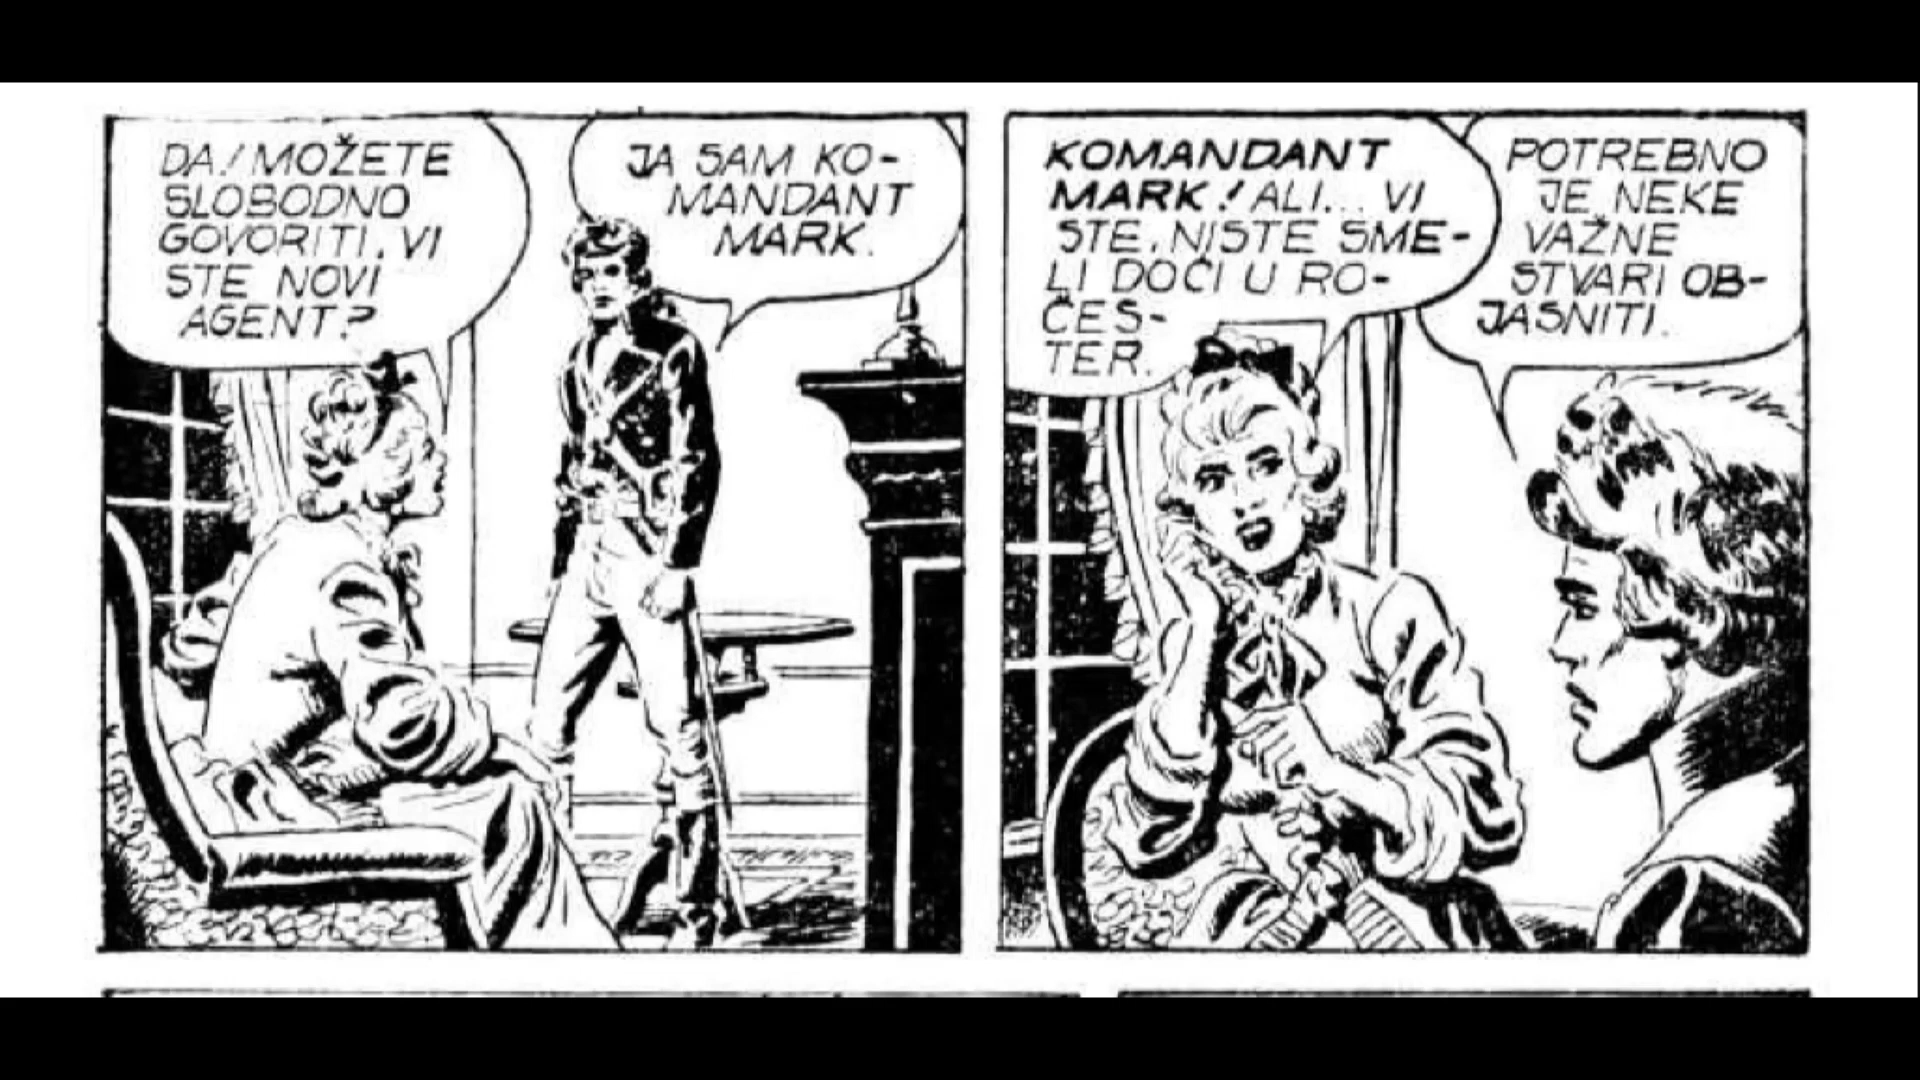 DA! MOŽETE
SLOBODNO
GOVORITI. VI
STE NOVI
AGENT?
JA SAM KO-
MANDANT
MARK.
KOMANDANT
MARK! ALI... VI
STE. NISTE SME-
LI DOĆI U RO-
ČES-
TER.
POTREBNO
JE NEKE
VAŽNE
STVARI OB-
JASNITI.